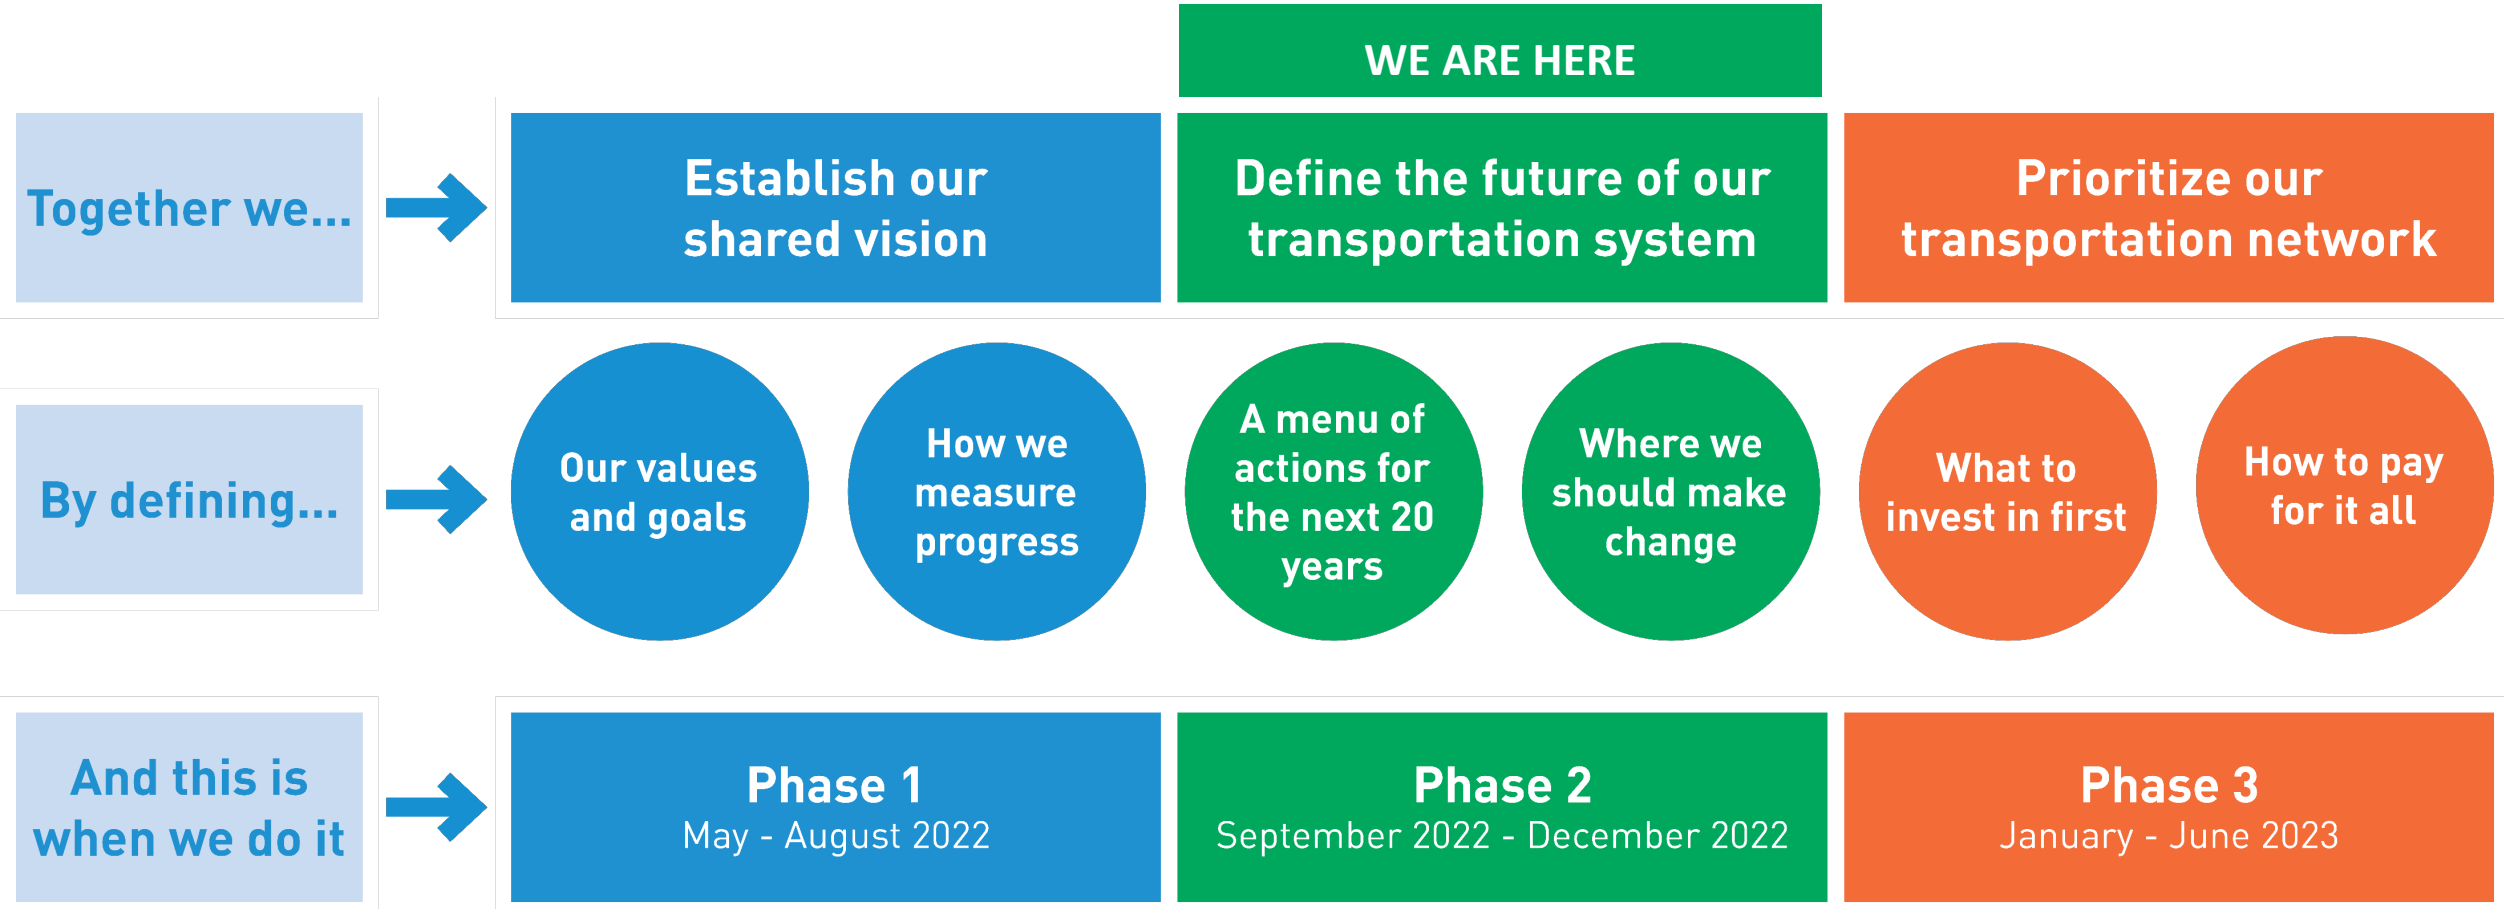 WE ARE HERE
Together we...
Establish our
shared vision
Define the future of our
transportation system
Prioritize our
transportation network
By defining...
Our values
and goals
How we
measure
progress
A menu of
actions for
the next 20
years
Where we
should make
change
What to
invest in first
How to pay
for it all
And this is
when we do it
Phase 1
May - August 2022
Phase 2
September 2022 - December 2022
Phase 3
January - June 2023